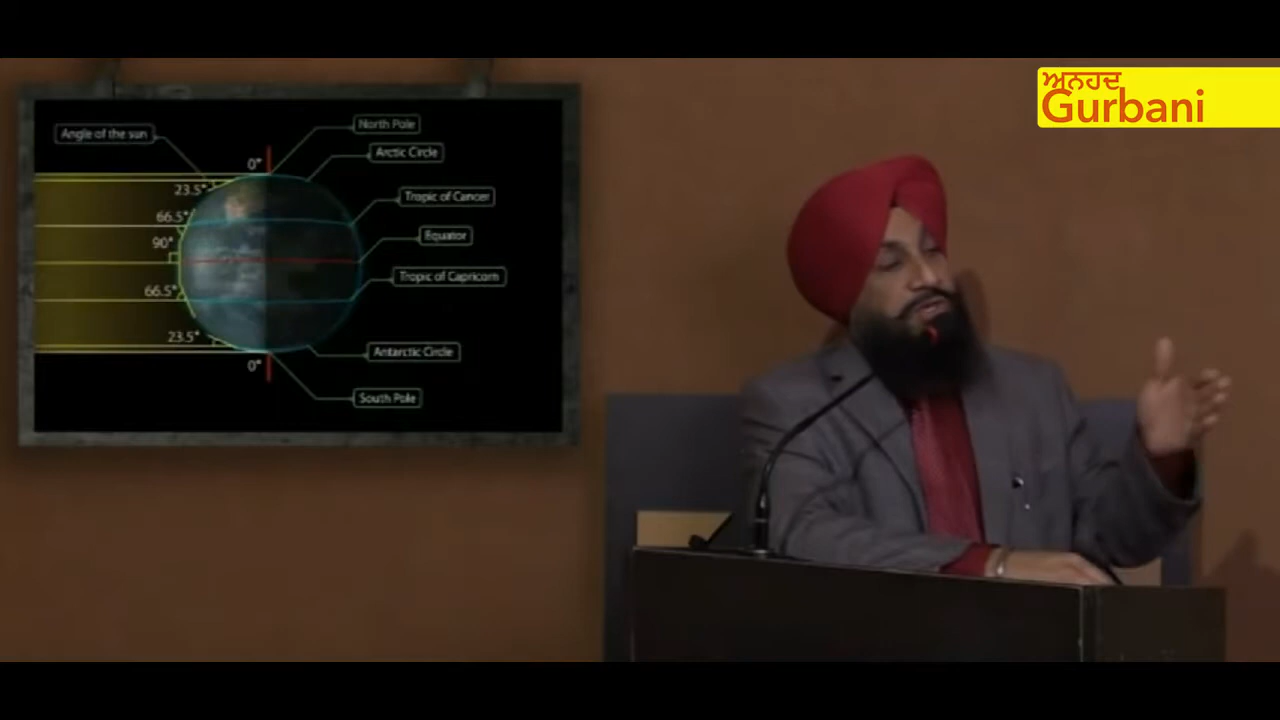 ਅਨਹਦ
Gurbani
Angle of the sun
North Pole
Arctic Circle
0°
23.5°
Tropic of Cancer
66.5°
Equator
90°
Tropic of Capricorn
66.5°
23.5°
Antarctic Circle
0°
South Pole